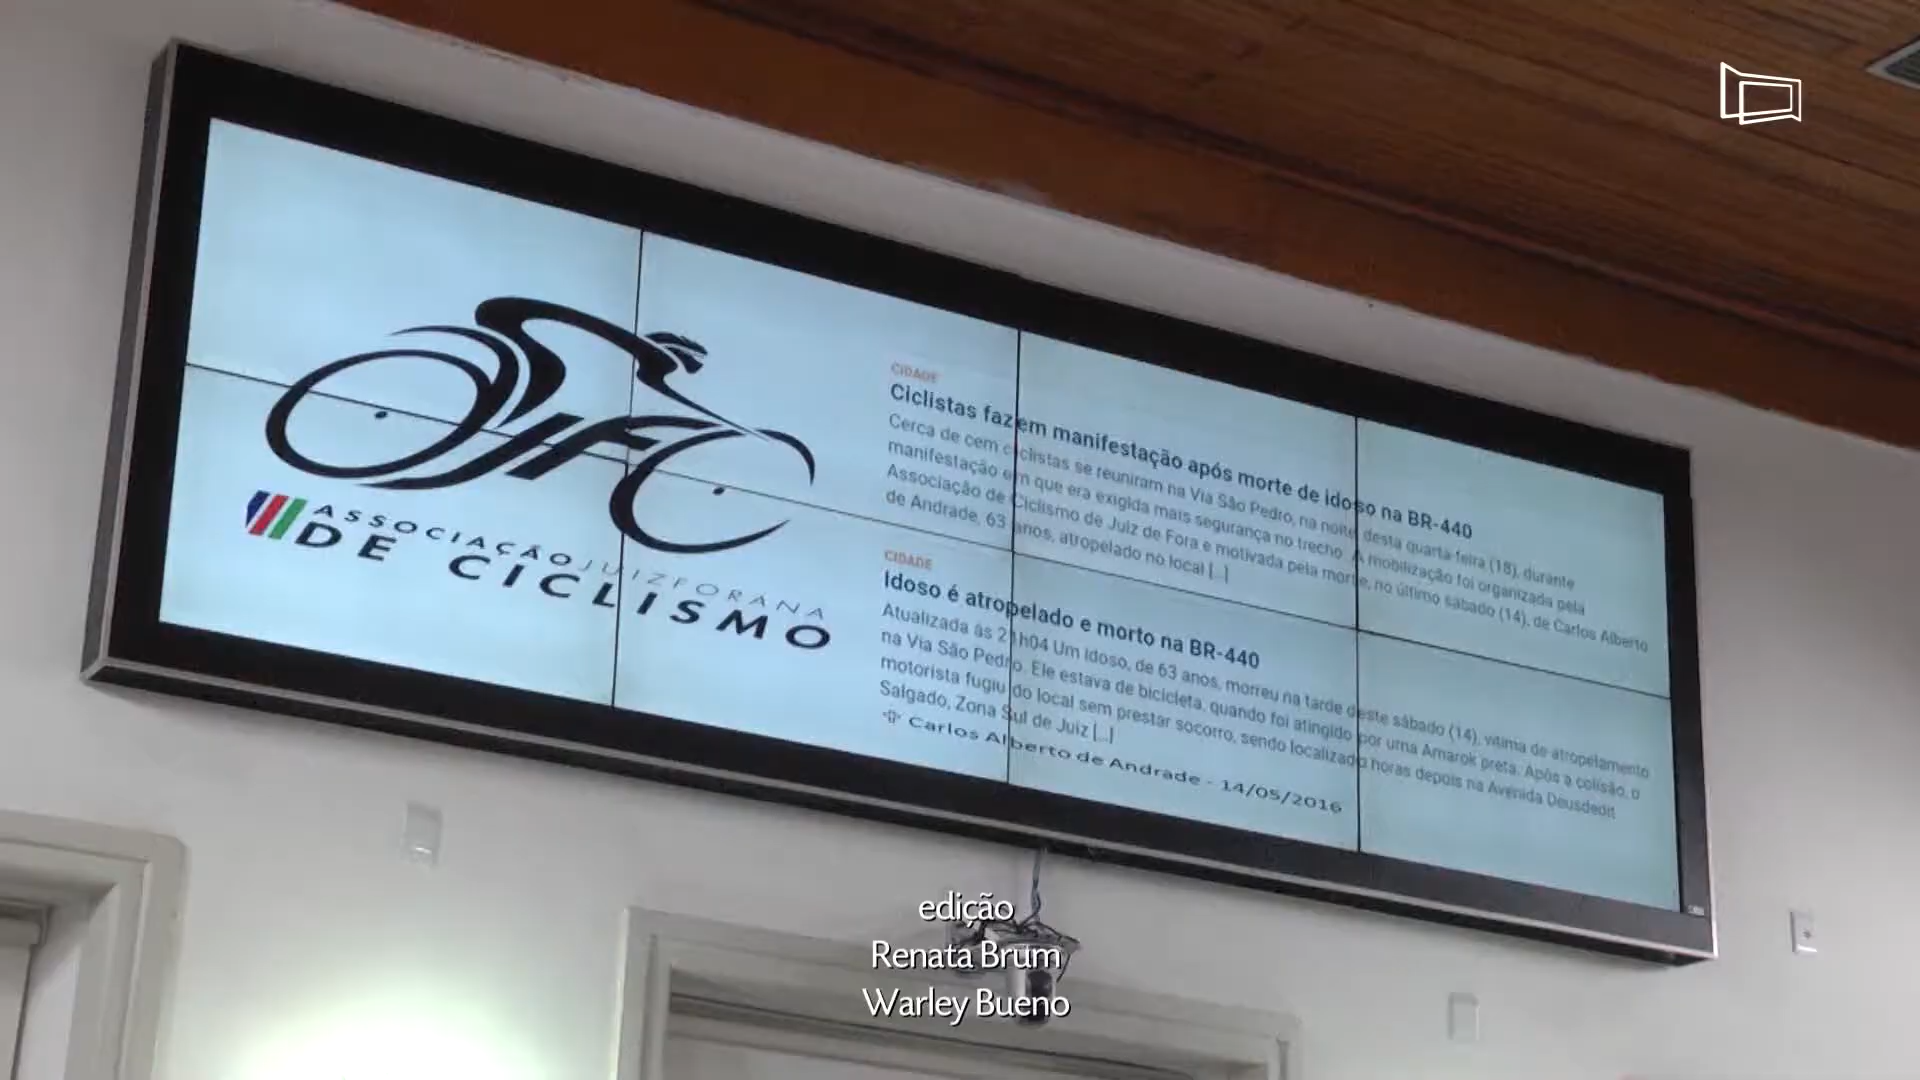 JF
ASSOCIAÇÃO JUIZFORANA
DE CICLISMO
CIDADE
Ciclistas fazem manifestação após morte de idoso na BR-440
Cerca de cem ciclistas se reuniram na Via São Pedro, na noite desta quarta-feira (18), durante
manifestação em que era exigida mais segurança no trecho. A mobilização foi organizada pela
Associação de Ciclismo de Juiz de Fora e motivada pela morte, no último sábado (14), de Carlos Alberto
de Andrade, 63 anos, atropelado no local [...]
CIDADE
Idoso é atropelado e morto na BR-440
Atualizada às 21h04 Um idoso, de 63 anos, morreu na tarde deste sábado (14), vítima de atropelamento
na Via São Pedro. Ele estava de bicicleta, quando foi atingido por uma Amarok preta. Após a colisão, o
motorista fugiu do local sem prestar socorro, sendo localizado horas depois na Avenida Deusdedit
Salgado, Zona Sul de Juiz [...]
Carlos Alberto de Andrade - 14/05/2016
edição
Renata Brum
Warley Bueno